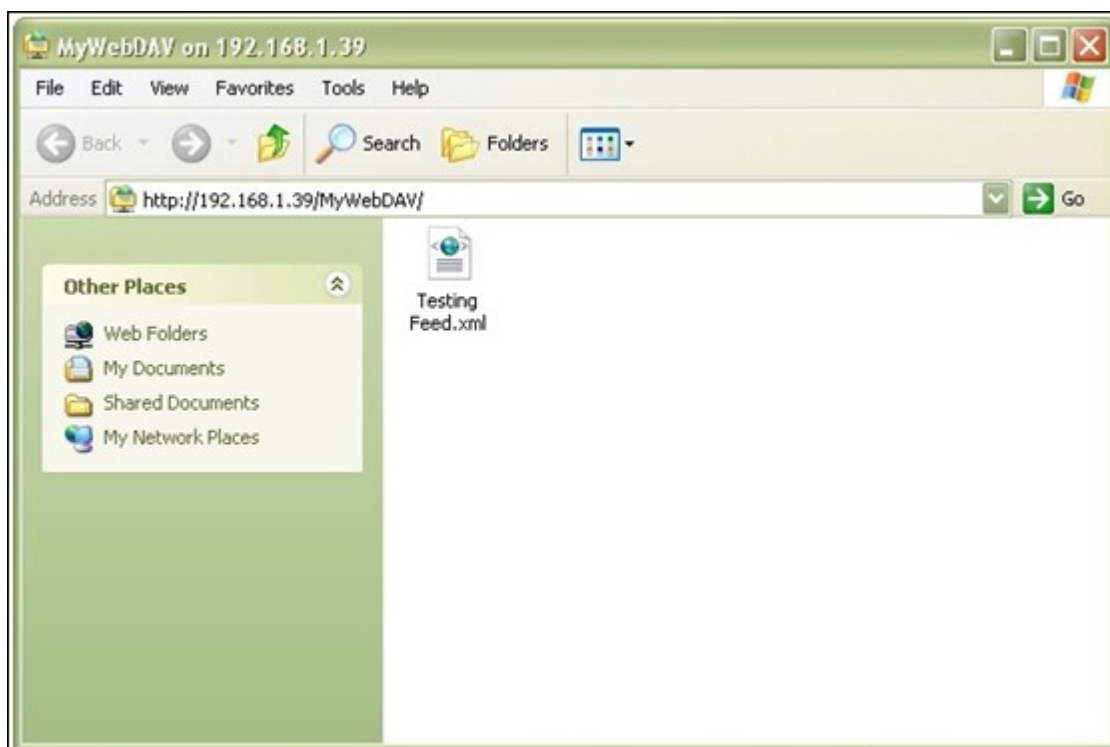 MyWebDAV on 192.168.1.39
File Edit View Favorites Tools Help
Back Search Folders
Address http://192.168.1.39/MyWebDAV/ Go
Other Places
Web Folders
My Documents
Shared Documents
My Network Places
Testing
Feed.xml